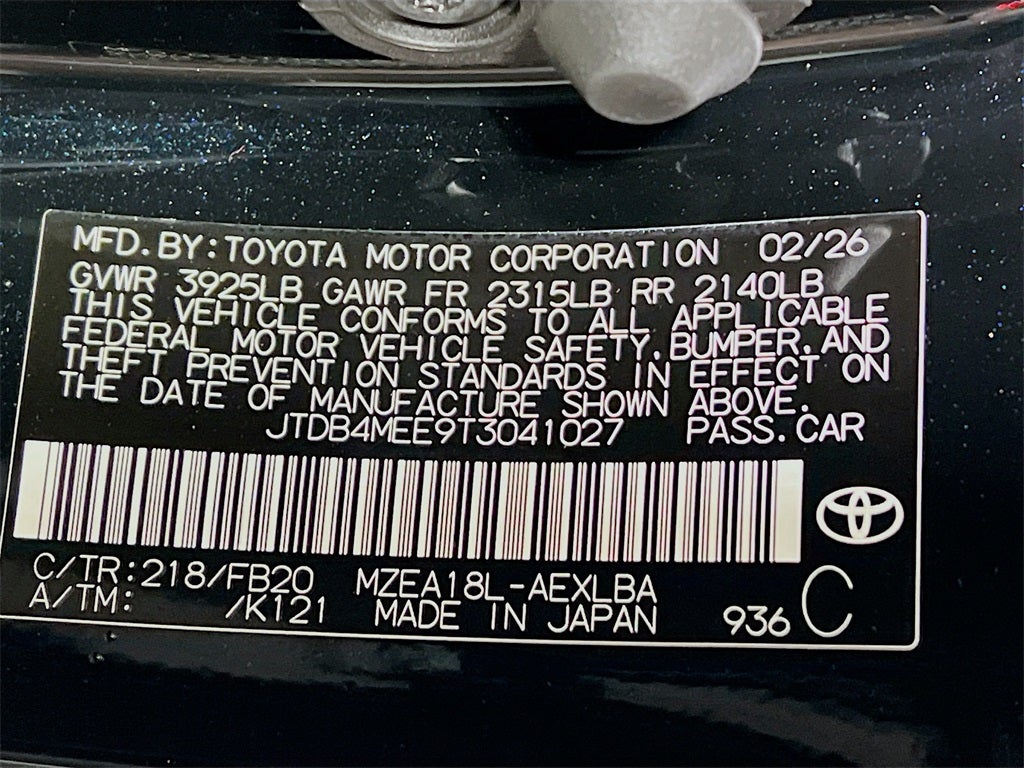 MFD.BY:TOYOTA MOTOR CORPORATION 02/26
GVWR 3925LB GAWR FR 2315LB RR 2140LB
THIS VEHICLE CONFORMS TO ALL APPLICABLE
FEDERAL MOTOR VEHICLE SAFETY,BUMPER,AND
THEFT PREVENTION STANDARDS IN EFFECT ON
THE DATE OF MANUFACTURE SHOWN ABOVE.
JTDB4MEE9T3041027 PASS.CAR
C/TR:218/FB20 MZEA18L-AEXLBA
A/TM: /K121 MADE IN JAPAN 936 C